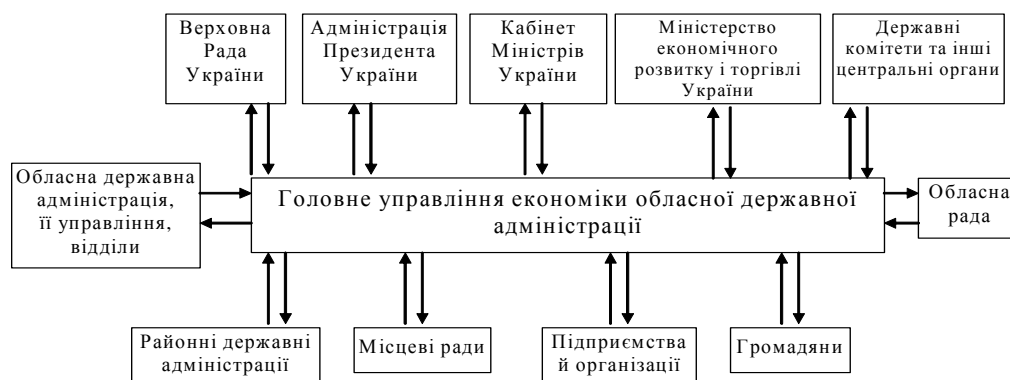 Верховна
Рада
України
Адміністрація
Президента
України
Кабінет
Міністрів
України
Міністерство
економічного
розвитку і торгівлі
України
Державні
комітети та інші
центральні органи
Обласна державна
адміністрація,
її управління,
відділи
Головне управління економіки обласної державної
адміністрації
Обласна
рада
Районні державні
адміністрації
Місцеві ради
Підприємства
й організації
Громадяни